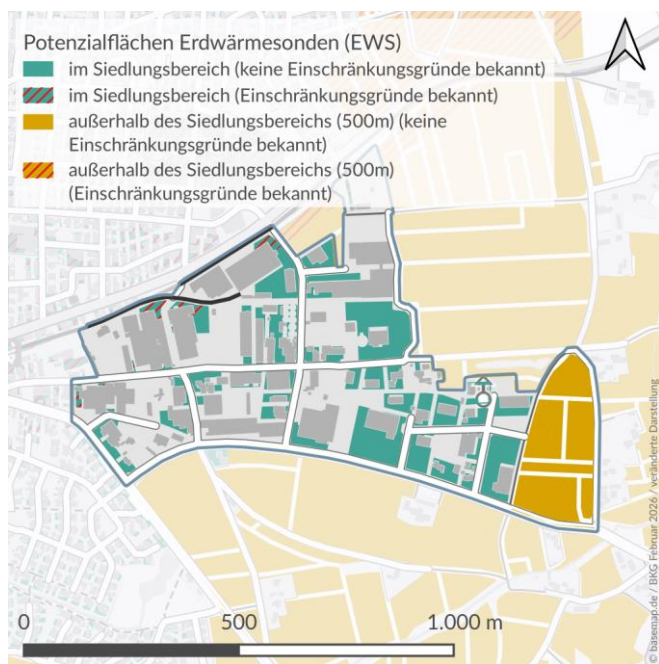 Potenzialflächen Erdwärmesonden (EWS)
im Siedlungsbereich (keine Einschränkungsgründe bekannt)
im Siedlungsbereich (Einschränkungsgründe bekannt)
außerhalb des Siedlungsbereichs (500m) (keine
Einschränkungsgründe bekannt)
außerhalb des Siedlungsbereichs (500m)
(Einschränkungsgründe bekannt)
0
500
1.000 m
© basemap.de / BKG Februar 2026 / veränderte Darstellung